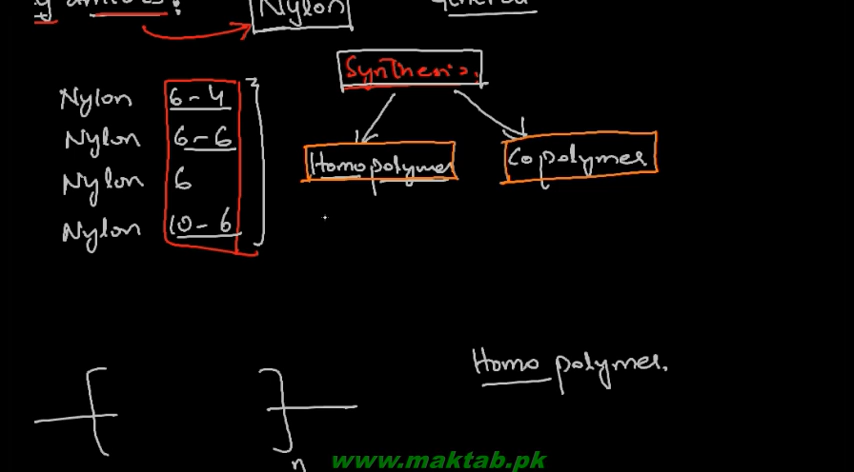 Nylon
Synthesis.
Nylon 6-4
Nylon 6-6
Nylon 6
Nylon 10-6
Homopolymer
Copolymer
Homo polymer.
n
www.maktab.pk